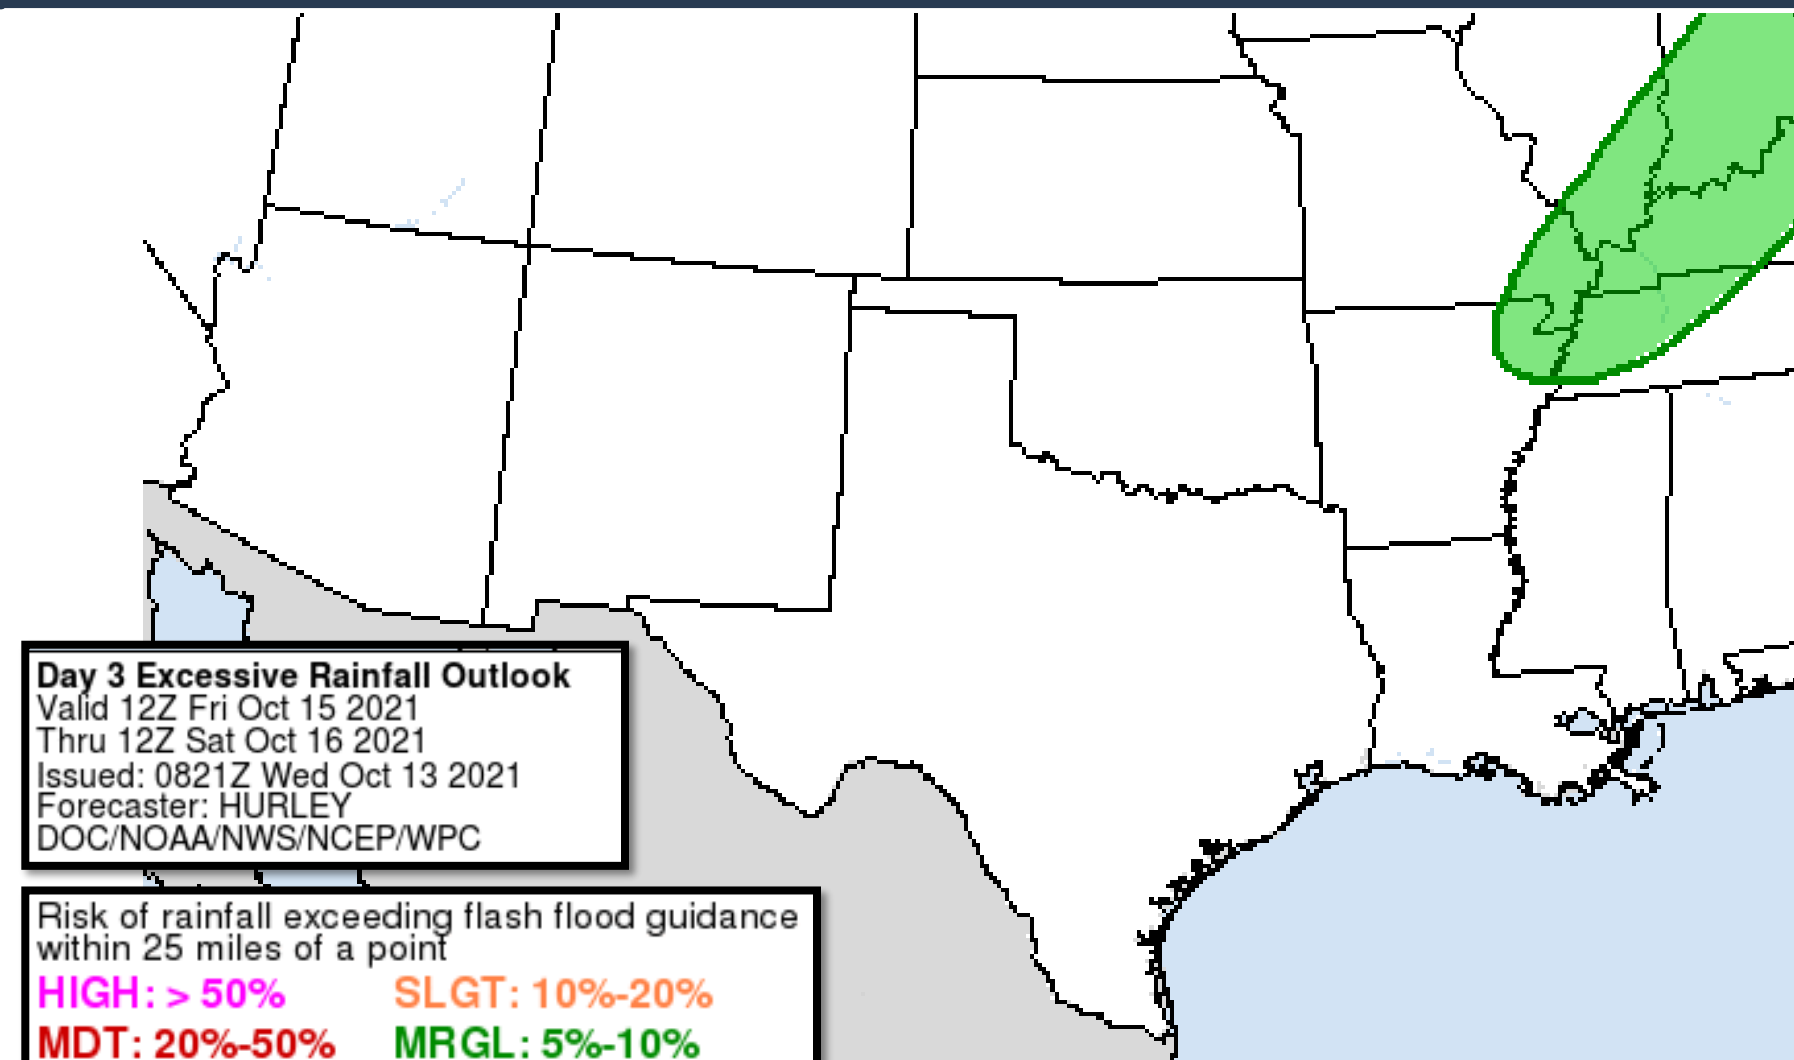 Day 3 Excessive Rainfall Outlook
Valid 12Z Fri Oct 15 2021
Thru 12Z Sat Oct 16 2021
Issued: 0821Z Wed Oct 13 2021
Forecaster: HURLEY
DOC/NOAA/NWS/NCEP/WPC
Risk of rainfall exceeding flash flood guidance
within 25 miles of a point
HIGH: > 50% SLGT: 10%-20%
MDT: 20%-50% MRGL: 5%-10%